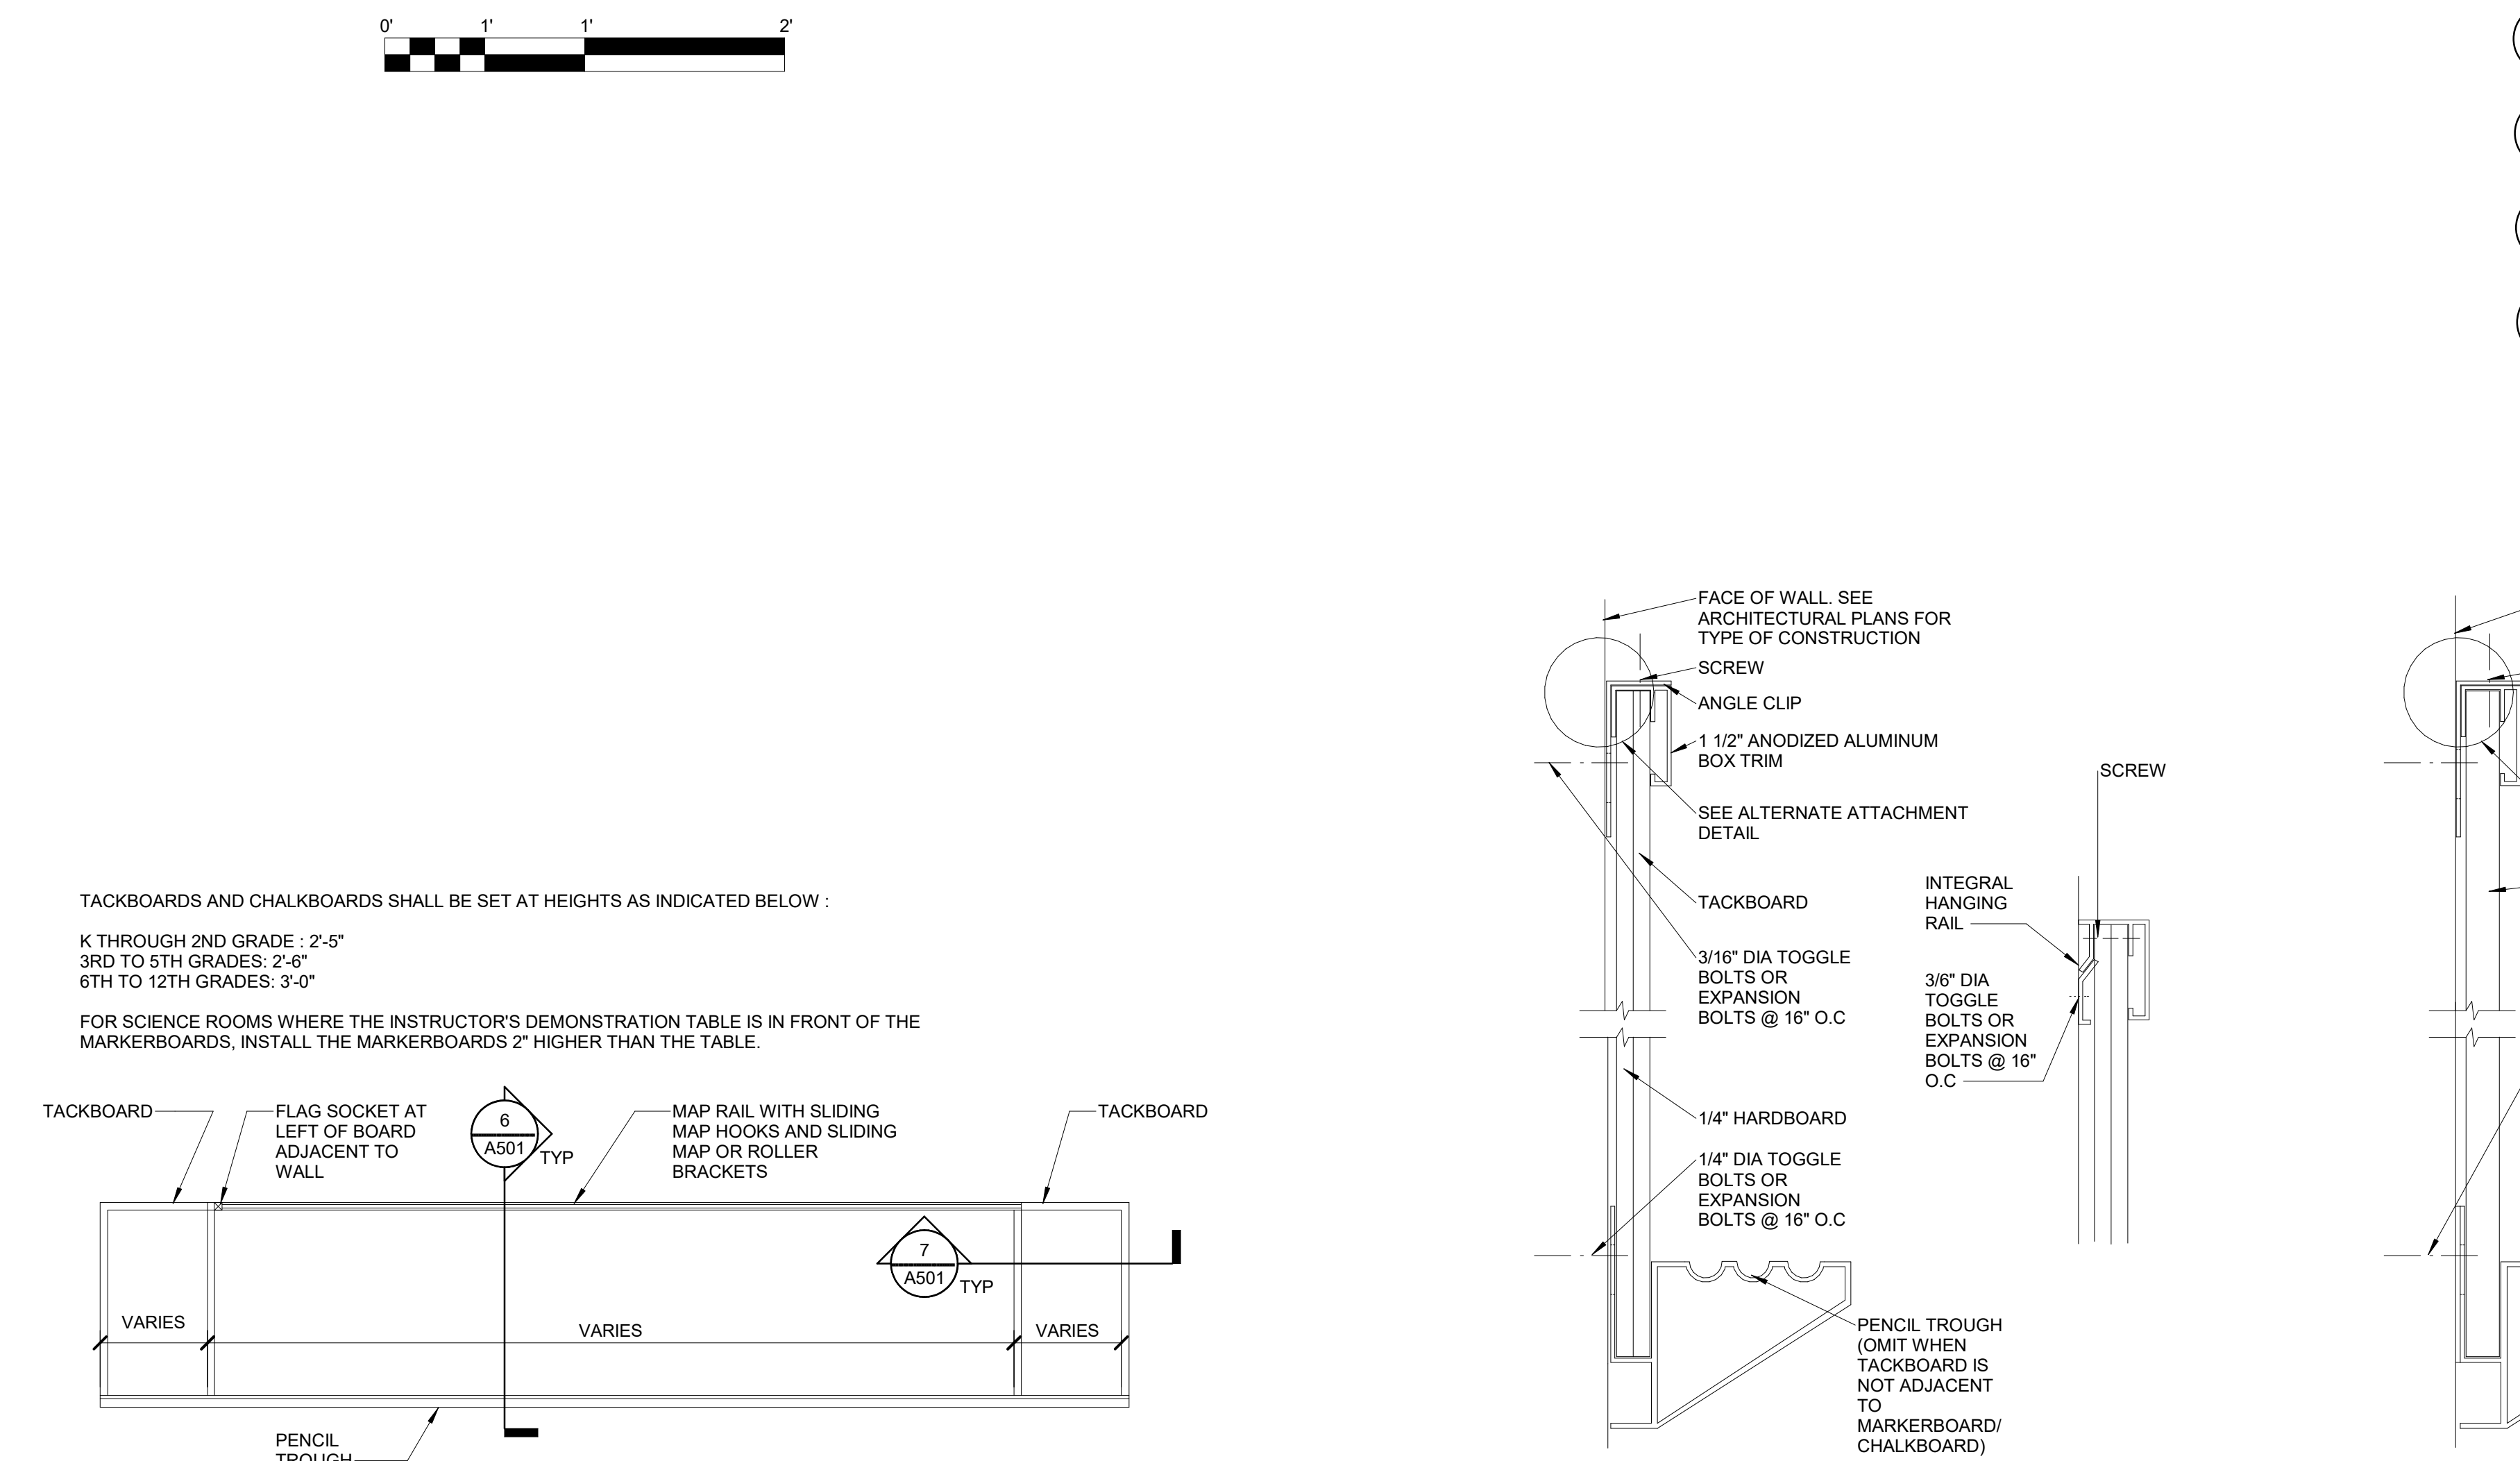 0' 1' 1' 2'
TACKBOARDS AND CHALKBOARDS SHALL BE SET AT HEIGHTS AS INDICATED BELOW :
K THROUGH 2ND GRADE : 2'-5"
3RD TO 5TH GRADES: 2'-6"
6TH TO 12TH GRADES: 3'-0"
FOR SCIENCE ROOMS WHERE THE INSTRUCTOR'S DEMONSTRATION TABLE IS IN FRONT OF THE
MARKERBOARDS, INSTALL THE MARKERBOARDS 2" HIGHER THAN THE TABLE.
TACKBOARD
FLAG SOCKET AT
LEFT OF BOARD
ADJACENT TO
WALL
6
A501
TYP
MAP RAIL WITH SLIDING
MAP HOOKS AND SLIDING
MAP OR ROLLER
BRACKETS
TACKBOARD
7
A501
TYP
VARIES
VARIES
VARIES
PENCIL
TROUGH
FACE OF WALL. SEE
ARCHITECTURAL PLANS FOR
TYPE OF CONSTRUCTION
SCREW
ANGLE CLIP
1 1/2" ANODIZED ALUMINUM
BOX TRIM
SEE ALTERNATE ATTACHMENT
DETAIL
TACKBOARD
3/16" DIA TOGGLE
BOLTS OR
EXPANSION
BOLTS @ 16" O.C
1/4" HARDBOARD
1/4" DIA TOGGLE
BOLTS OR
EXPANSION
BOLTS @ 16" O.C
PENCIL TROUGH
(OMIT WHEN
TACKBOARD IS
NOT ADJACENT
TO
MARKERBOARD/
CHALKBOARD)
SCREW
INTEGRAL
HANGING
RAIL
3/6" DIA
TOGGLE
BOLTS OR
EXPANSION
BOLTS @ 16"
O.C